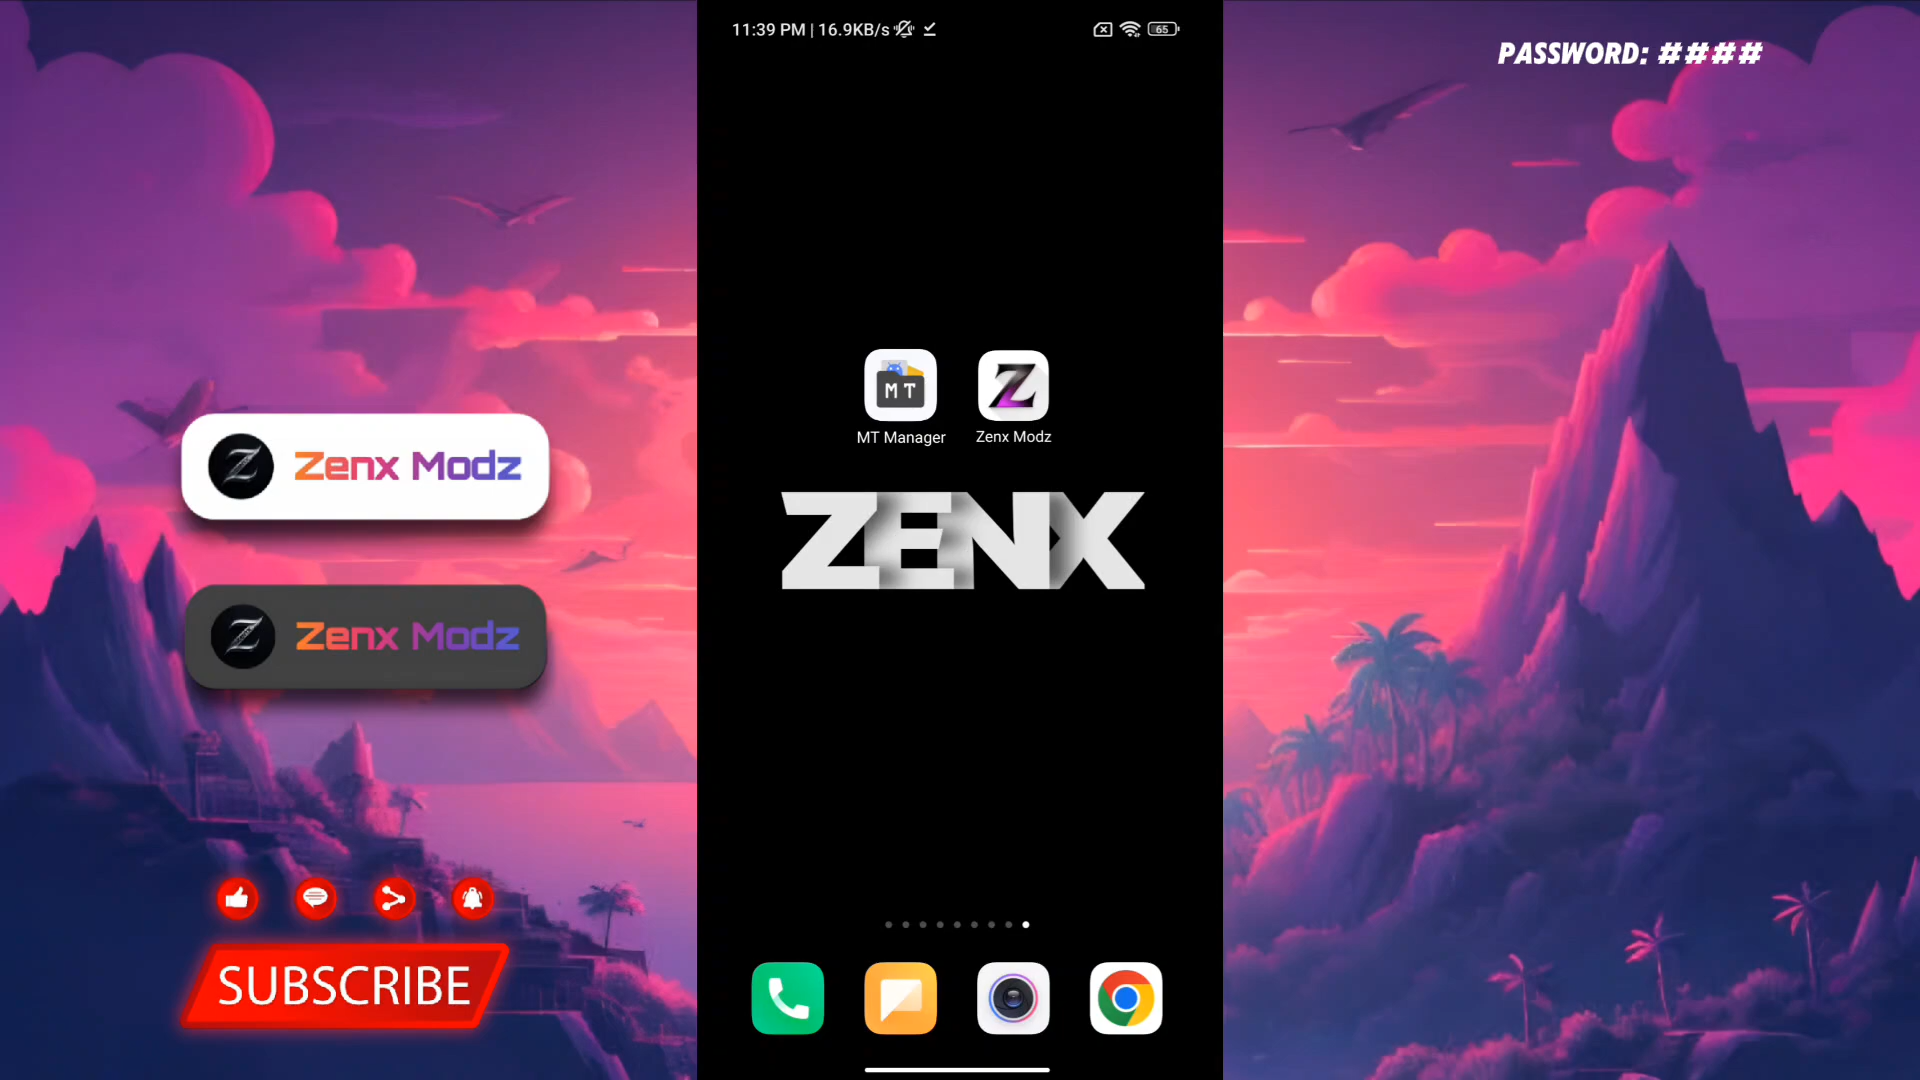 11:39 PM | 16.9KB/s
65
PASSWORD: ####
MT
MT Manager
Z
Zenx Modz
Z Zenx Modz
ZENX
Z Zenx Modz
SUBSCRIBE